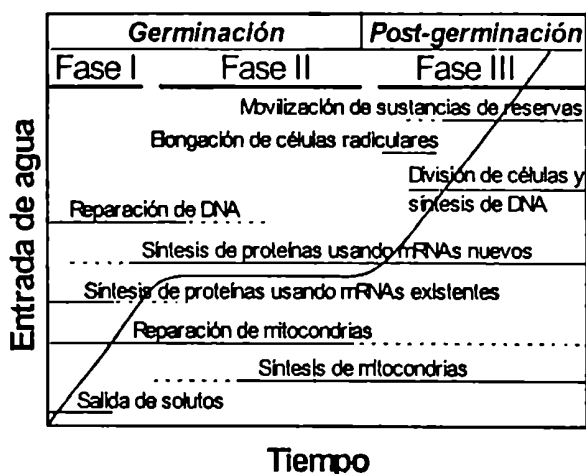 Germinación Post-germinación
Fase I Fase II Fase III
Movilización de sustancias de reservas
Elongación de células radiculares
División de células y
síntesis de DNA
Reparación de DNA
Síntesis de proteínas usando mRNAs nuevos
Síntesis de proteínas usando mRNAs existentes
Reparación de mitocondrias
Síntesis de mitocondrias
Salida de solutos
Entrada de agua
Tiempo